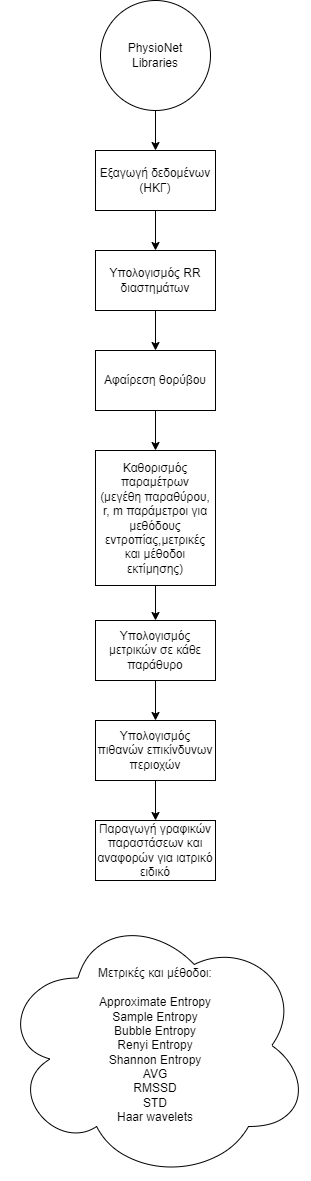 PhysioNet
Libraries
Εξαγωγή δεδομένων
(ΗΚΓ)
Υπολογισμός RR
διαστημάτων
Αφαίρεση θορύβου
Καθορισμός
παραμέτρων
(μεγέθη παραθύρου,
r, m παράμετροι για
μεθόδους
εντροπίας,μετρικές
και μέθοδοι
εκτίμησης)
Υπολογισμός
μετρικών σε κάθε
παράθυρο
Υπολογισμός
πιθανών επικίνδυνων
περιοχών
Παραγωγή γραφικών
παραστάσεων και
αναφορών για ιατρικό
ειδικό
Μετρικές και μέθοδοι:
Approximate Entropy
Sample Entropy
Bubble Entropy
Renyi Entropy
Shannon Entropy
AVG
RMSSD
STD
Haar wavelets